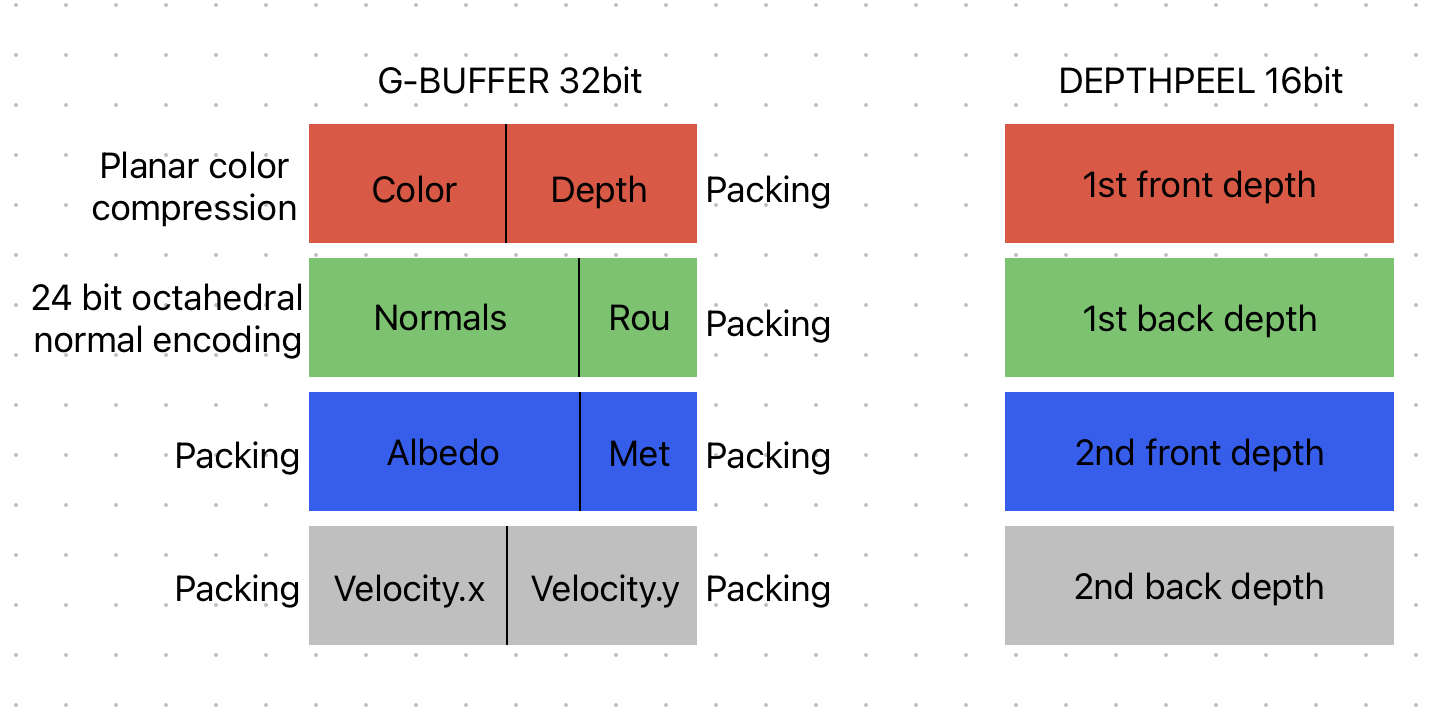 G-BUFFER 32bit
DEPTHPEEL 16bit
Planar color
compression
Color
Depth
Packing
1st front depth
24 bit octahedral
normal encoding
Normals
Rou
Packing
1st back depth
Packing
Albedo
Met
Packing
2nd front depth
Packing
Velocity.x
Velocity.y
Packing
2nd back depth